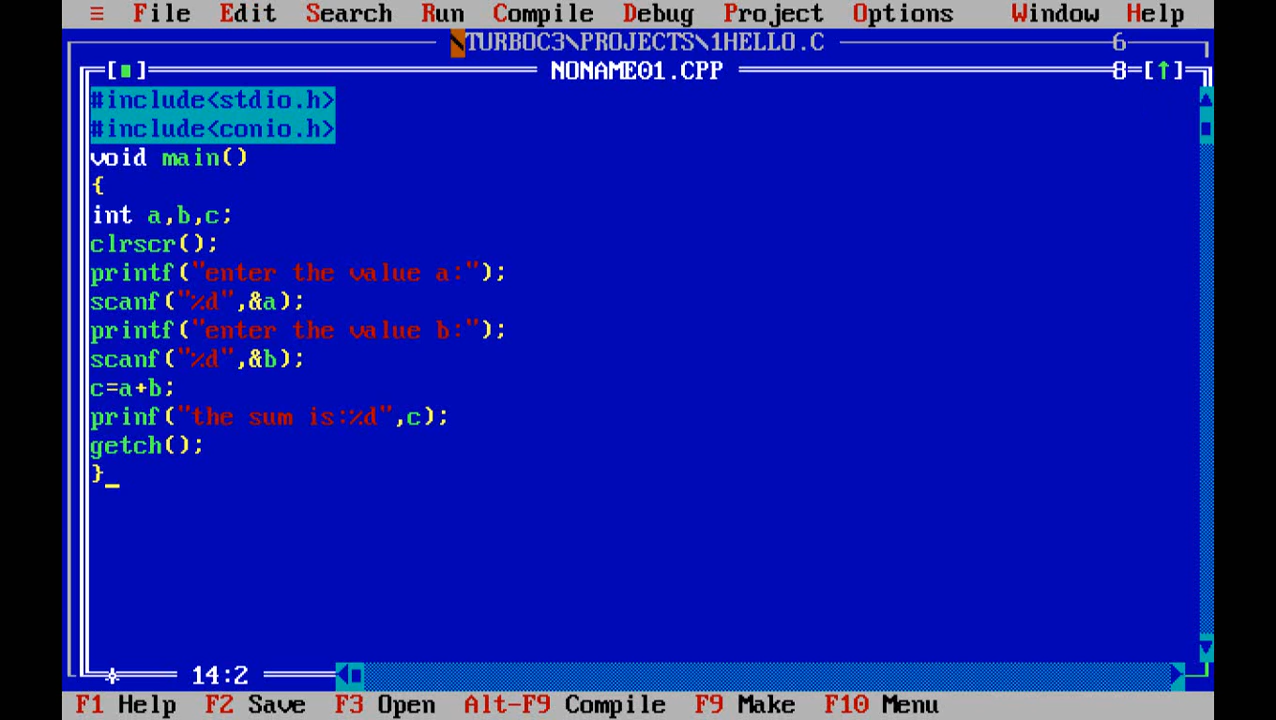 ≡ File Edit Search Run Compile Debug Project Options Window Help
\TURBOC3\PROJECTS\1HELLO.C 6
[■] NONAME01.CPP 8=[↑]
#include<stdio.h>
#include<conio.h>
void main()
{
int a,b,c;
clrscr();
printf("enter the value a:");
scanf("%d",&a);
printf("enter the value b:");
scanf("%d",&b);
c=a+b;
prinf("the sum is:%d",c);
getch();
}_
14:2
F1 Help F2 Save F3 Open Alt-F9 Compile F9 Make F10 Menu